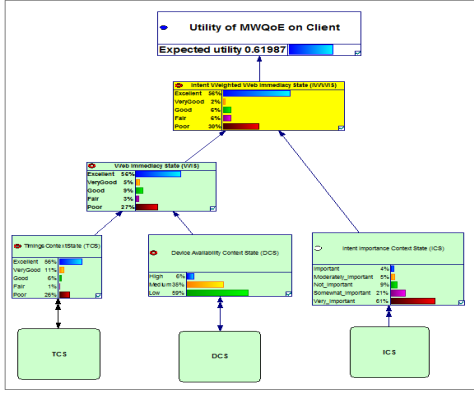 Utility of MWQoE on Client
Expected utility 0.61987
Intent Weighted Web Immediacy State (IWWIS)
Excellent 56%
VeryGood 2%
Good 6%
Fair 6%
Poor 30%
Web Immediacy State (WIS)
Excellent 56%
VeryGood 5%
Good 9%
Fair 3%
Poor 27%
Timings Context State (TCS)
Excellent 56%
VeryGood 11%
Good 6%
Fair 1%
Poor 26%
Device Availability Context State (DCS)
High 6%
Medium 35%
Low 59%
Intent Importance Context State (ICS)
Important 4%
Moderately_Important 5%
Not_Important 9%
Somewhat_Important 21%
Very_Important 61%
TCS
DCS
ICS